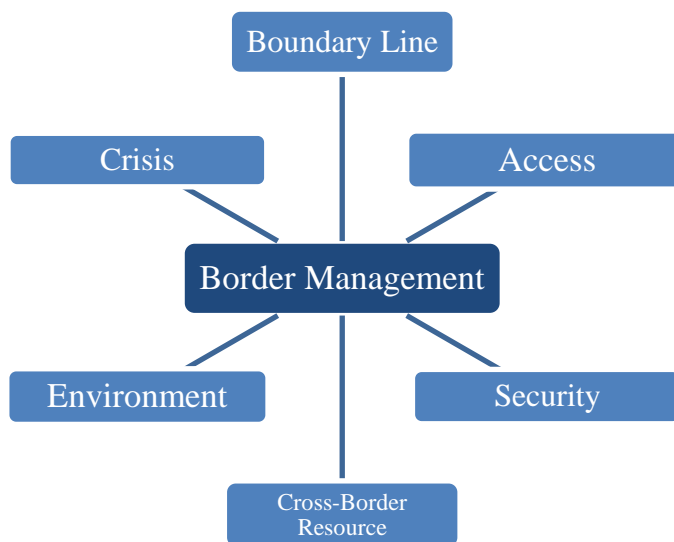 Boundary Line
Crisis
Access
Border Management
Environment
Security
Cross-Border
Resource